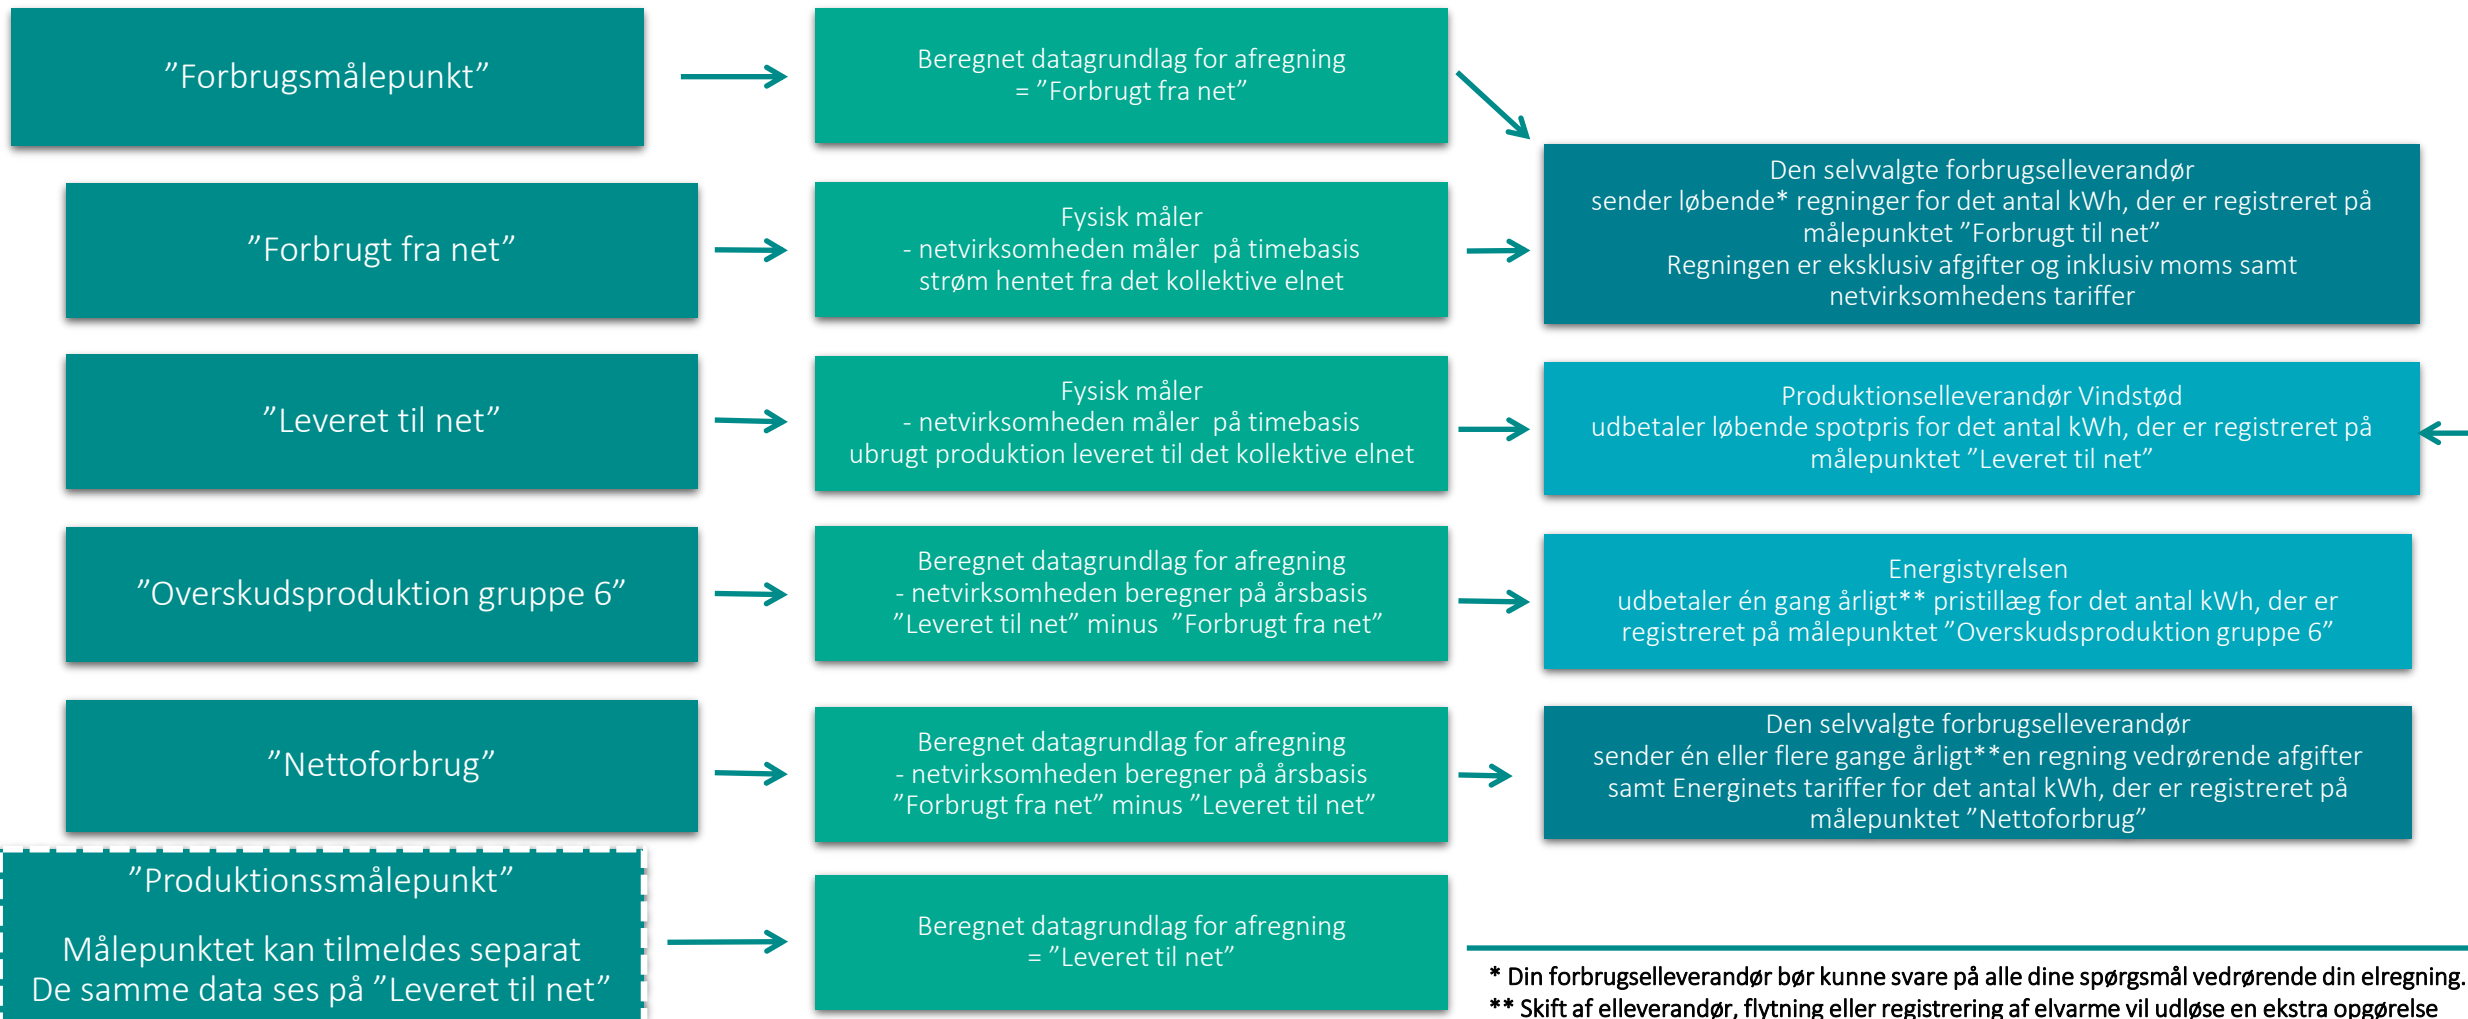 ”Forbrugsmålepunkt”
Beregnet datagrundlag for afregning
= ”Forbrugt fra net”
”Forbrugt fra net”
Fysisk måler
- netvirksomheden måler på timebasis
strøm hentet fra det kollektive elnet
Den selvvalgte forbrugselleverandør
sender løbende* regninger for det antal kWh, der er registreret på
målepunktet ”Forbrugt til net”
Regningen er eksklusiv afgifter og inklusiv moms samt
netvirksomhedens tariffer
”Leveret til net”
Fysisk måler
- netvirksomheden måler på timebasis
ubrugt produktion leveret til det kollektive elnet
Produktionselleverandør Vindstød
udbetaler løbende spotpris for det antal kWh, der er registreret på
målepunktet ”Leveret til net”
”Overskudsproduktion gruppe 6”
Beregnet datagrundlag for afregning
- netvirksomheden beregner på årsbasis
”Leveret til net” minus ”Forbrugt fra net”
Energistyrelsen
udbetaler én gang årligt** pristillæg for det antal kWh, der er
registreret på målepunktet ”Overskudsproduktion gruppe 6”
”Nettoforbrug”
Beregnet datagrundlag for afregning
- netvirksomheden beregner på årsbasis
”Forbrugt fra net” minus ”Leveret til net”
Den selvvalgte forbrugselleverandør
sender én eller flere gange årligt**en regning vedrørende afgifter
samt Energinets tariffer for det antal kWh, der er registreret på
målepunktet ”Nettoforbrug”
”Produktionssmålepunkt”
Målepunktet kan tilmeldes separat
De samme data ses på ”Leveret til net”
Beregnet datagrundlag for afregning
= ”Leveret til net”
* Din forbrugselleverandør bør kunne svare på alle dine spørgsmål vedrørende din elregning.
** Skift af elleverandør, flytning eller registrering af elvarme vil udløse en ekstra opgørelse